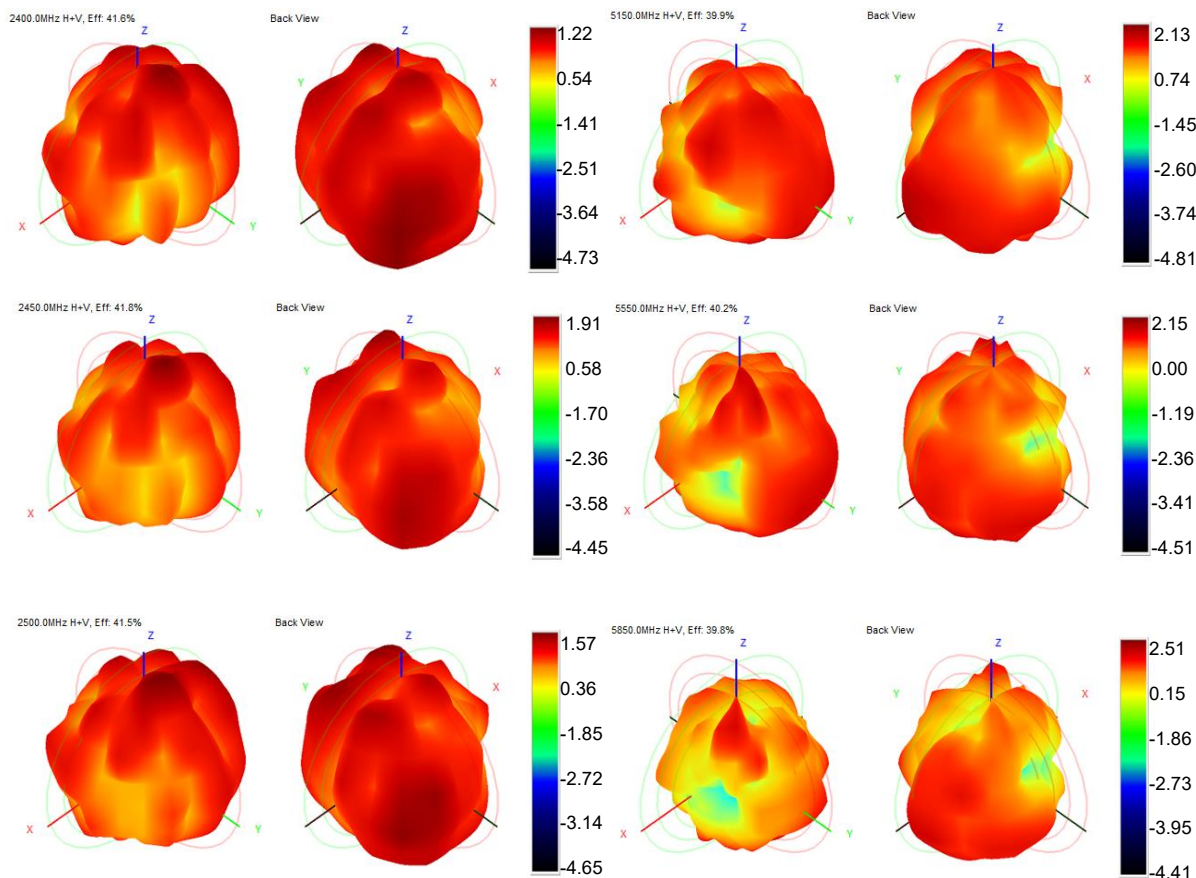 2400.0MHz H+V, Eff: 41.6%
Z
X
Y
Back View
Z
Y
X
1.22
0.54
-1.41
-2.51
-3.64
-4.73
5150.0MHz H+V, Eff: 39.9%
Z
X
Y
Back View
Z
Y
X
2.13
0.74
-1.45
-2.60
-3.74
-4.81
2450.0MHz H+V, Eff: 41.8%
Z
X
Y
Back View
Z
Y
X
1.91
0.58
-1.70
-2.36
-3.58
-4.45
5550.0MHz H+V, Eff: 40.2%
Z
X
Y
Back View
Z
Y
X
2.15
0.00
-1.19
-2.36
-3.41
-4.51
2500.0MHz H+V, Eff: 41.5%
Z
X
Y
Back View
Z
Y
X
1.57
0.36
-1.85
-2.72
-3.14
-4.65
5850.0MHz H+V, Eff: 39.8%
Z
X
Y
Back View
Z
Y
X
2.51
0.15
-1.86
-2.73
-3.95
-4.41